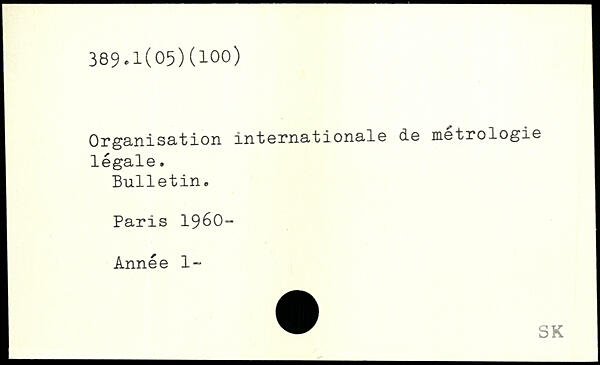 389.1(05)(100)
Organisation internationale de métrologie
légale.
Bulletin.
Paris 1960-
Année 1-
SK